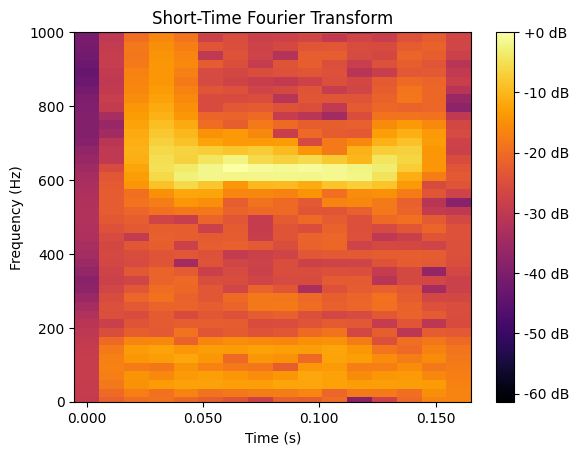 Short-Time Fourier Transform
1000
800
600
400
200
0
Frequency (Hz)
0.000
0.050
0.100
0.150
Time (s)
+0 dB
-10 dB
-20 dB
-30 dB
-40 dB
-50 dB
-60 dB